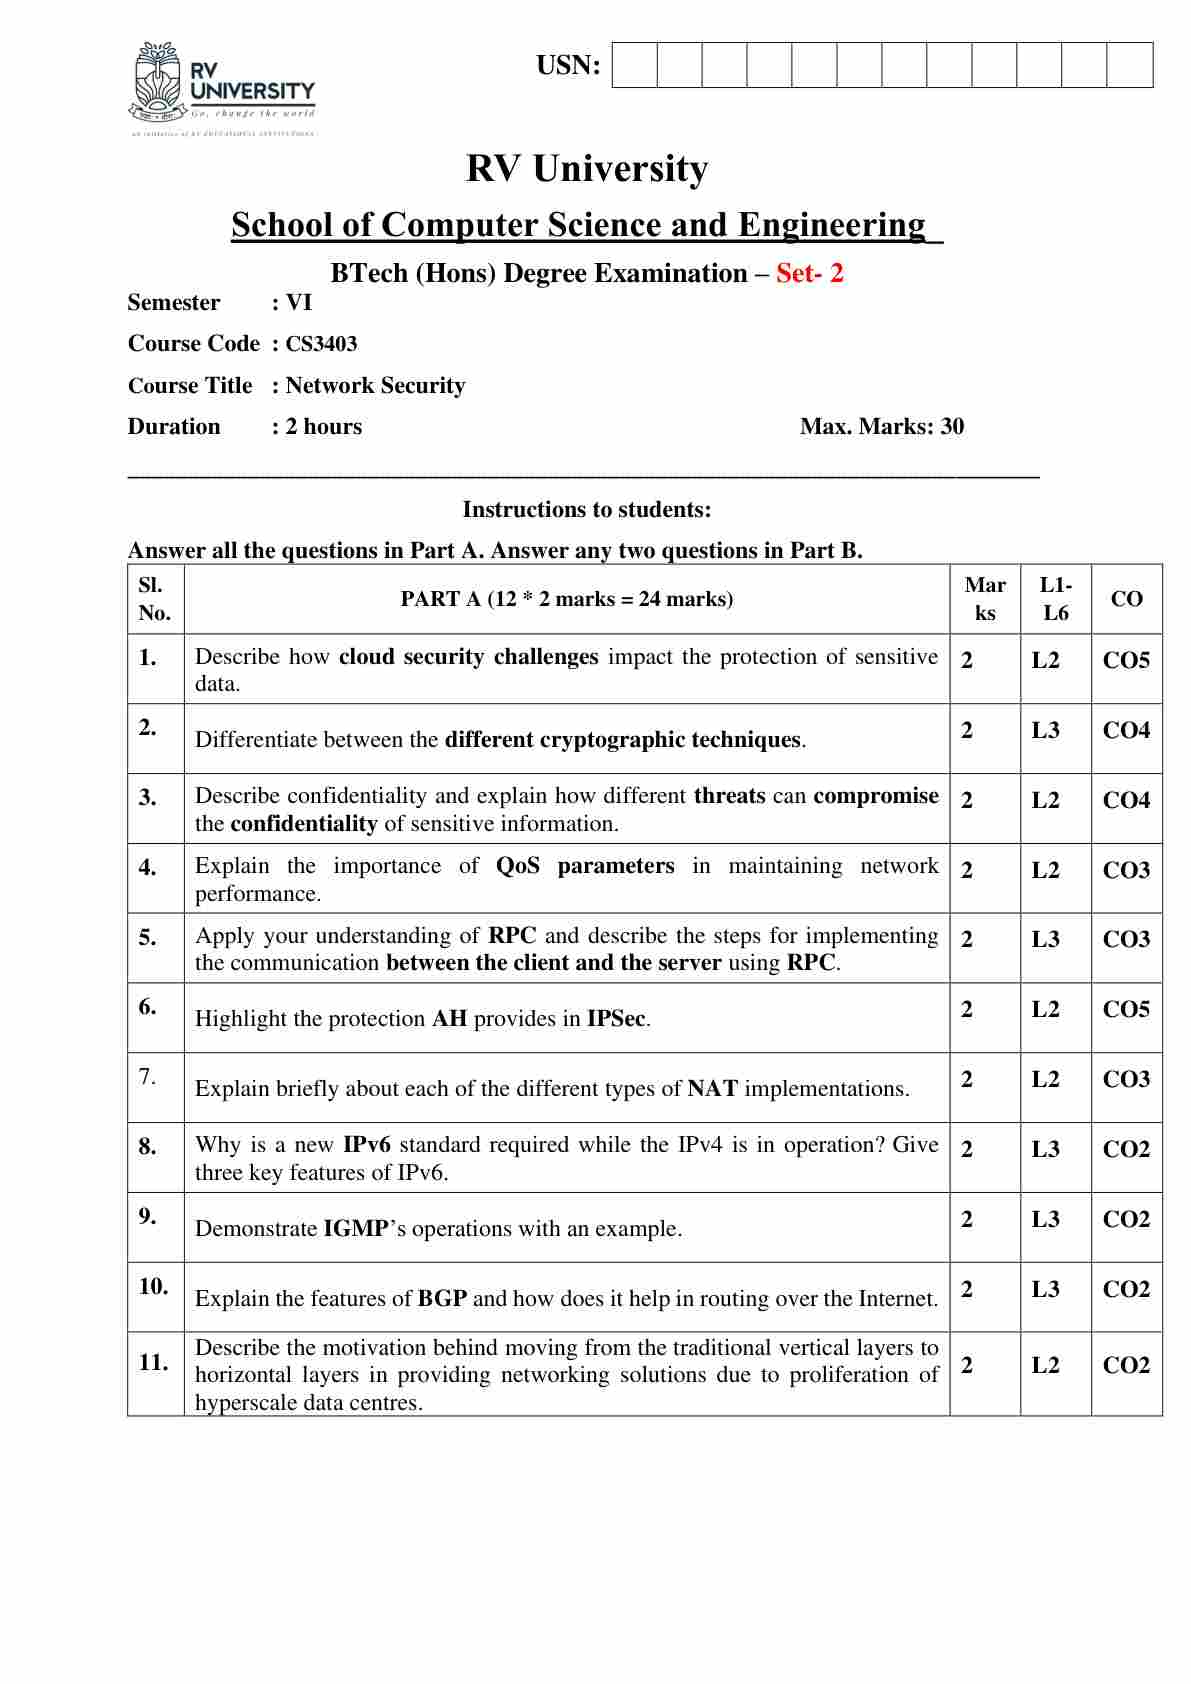 RV
UNIVERSITY
Go, change the world
AN INITIATIVE OF RV EDUCATIONAL INSTITUTIONS
USN:
RV University
School of Computer Science and Engineering_
BTech (Hons) Degree Examination – Set- 2
Semester : VI
Course Code : CS3403
Course Title : Network Security
Duration : 2 hours Max. Marks: 30
Instructions to students:
Answer all the questions in Part A. Answer any two questions in Part B.
Sl. No. PART A (12 * 2 marks = 24 marks) Mar ks L1- L6 CO
1. Describe how cloud security challenges impact the protection of sensitive 2 L2 CO5
data.
2. Differentiate between the different cryptographic techniques. 2 L3 CO4
3. Describe confidentiality and explain how different threats can compromise 2 L2 CO4
the confidentiality of sensitive information.
4. Explain the importance of QoS parameters in maintaining network 2 L2 CO3
performance.
5. Apply your understanding of RPC and describe the steps for implementing 2 L3 CO3
the communication between the client and the server using RPC.
6. Highlight the protection AH provides in IPSec. 2 L2 CO5
7. Explain briefly about each of the different types of NAT implementations. 2 L2 CO3
8. Why is a new IPv6 standard required while the IPv4 is in operation? Give 2 L3 CO2
three key features of IPv6.
9. Demonstrate IGMP’s operations with an example. 2 L3 CO2
10. Explain the features of BGP and how does it help in routing over the Internet. 2 L3 CO2
11. Describe the motivation behind moving from the traditional vertical layers to
horizontal layers in providing networking solutions due to proliferation of 2 L2 CO2
hyperscale data centres.